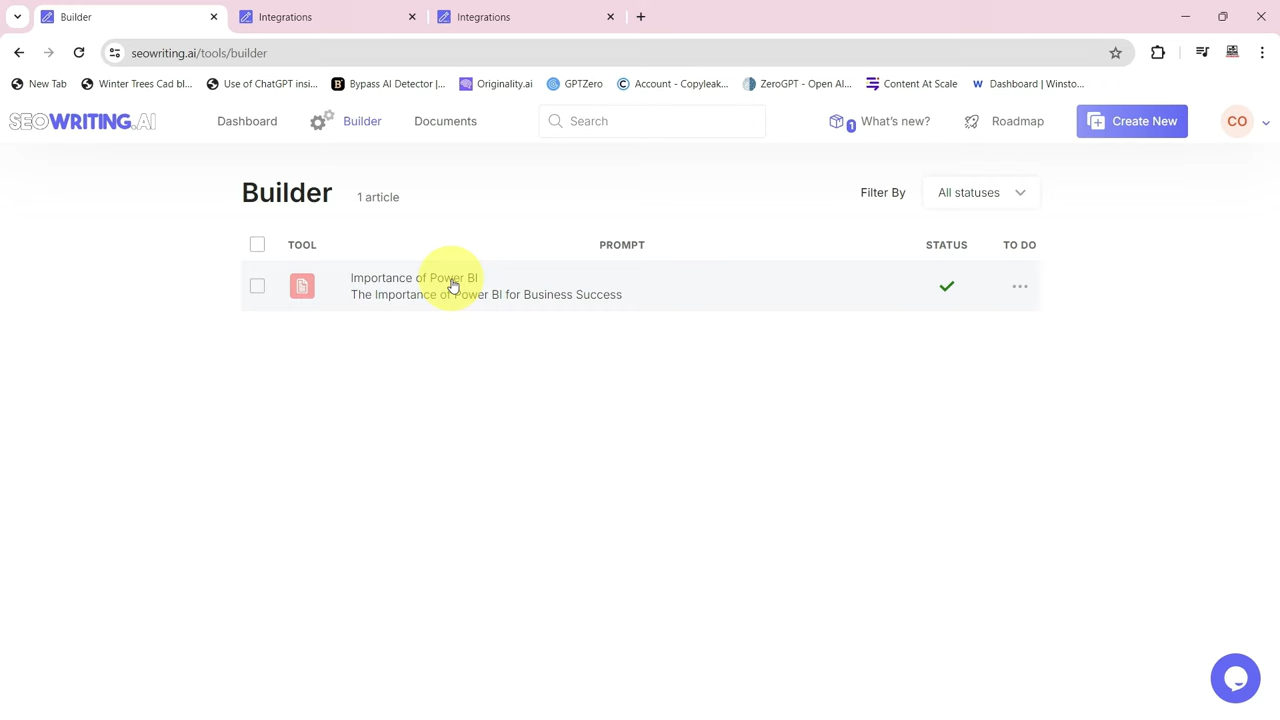 Builder
Integrations
Integrations
seowriting.ai/tools/builder
New Tab
Winter Trees Cad bl...
Use of ChatGPT insi...
Bypass AI Detector |...
Originality.ai
GPTZero
Account - Copyleak...
ZeroGPT - Open AI...
Content At Scale
Dashboard | Winsto...
SEOWRITING.AI
Dashboard
Builder
Documents
Search
1
What's new?
Roadmap
Create New
CO
Builder
1 article
Filter By
All statuses
TOOL
PROMPT
STATUS
TO DO
Importance of Power BI
The Importance of Power BI for Business Success